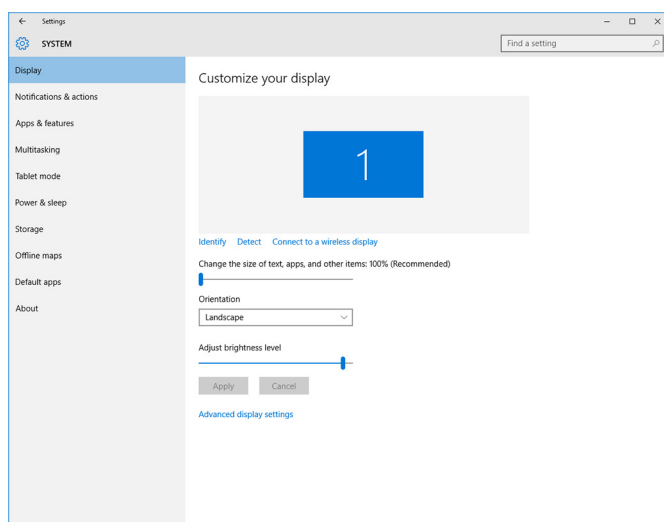 Settings
SYSTEM
Find a setting
Display
Notifications & actions
Apps & features
Multitasking
Tablet mode
Power & sleep
Storage
Offline maps
Default apps
About
Customize your display
1
Identify Detect Connect to a wireless display
Change the size of text, apps, and other items: 100% (Recommended)
Orientation
Landscape
Adjust brightness level
Apply Cancel
Advanced display settings